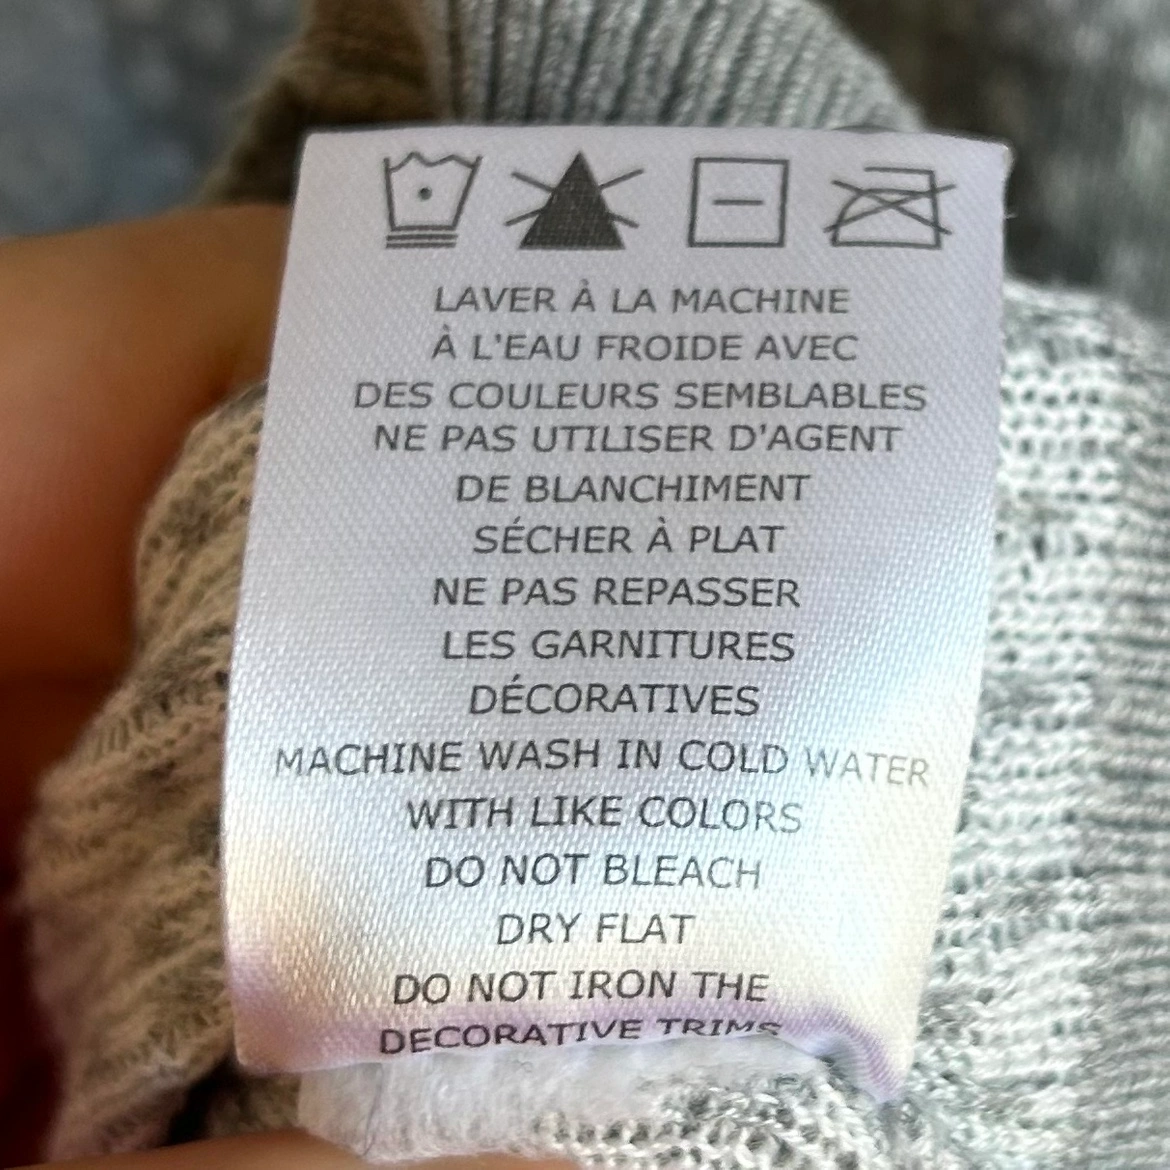 LAVER À LA MACHINE
À L'EAU FROIDE AVEC
DES COULEURS SEMBLABLES
NE PAS UTILISER D'AGENT
DE BLANCHIMENT
SÉCHER À PLAT
NE PAS REPASSER
LES GARNITURES
DÉCORATIVES
MACHINE WASH IN COLD WATER
WITH LIKE COLORS
DO NOT BLEACH
DRY FLAT
DO NOT IRON THE
DECORATIVE TRIMS